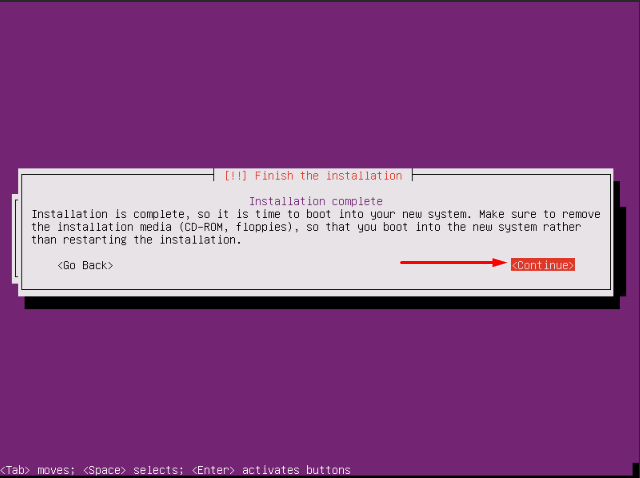 [!!] Finish the installation
Installation complete
Installation is complete, so it is time to boot into your new system. Make sure to remove
the installation media (CD-ROM, floppies), so that you boot into the new system rather
than restarting the installation.
<Go Back> <Continue>
<Tab> moves; <Space> selects; <Enter> activates buttons